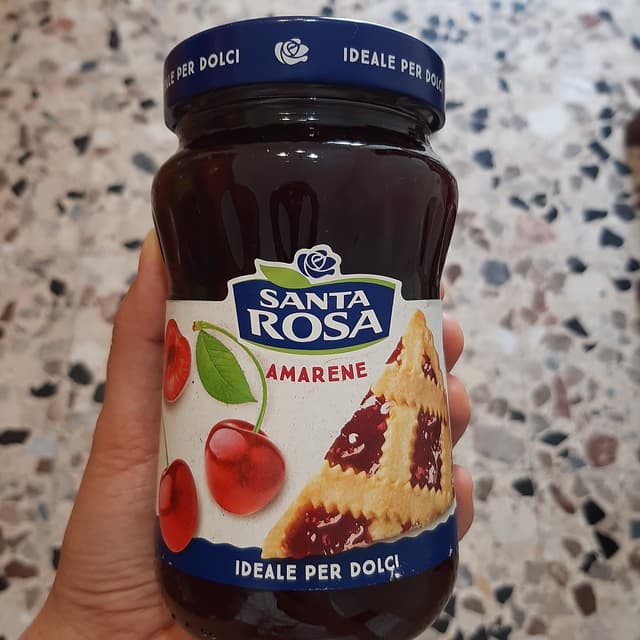 PER DOLCI IDEALE PER DOLCI
SANTA
ROSA
AMARENE
IDEALE PER DOLCI